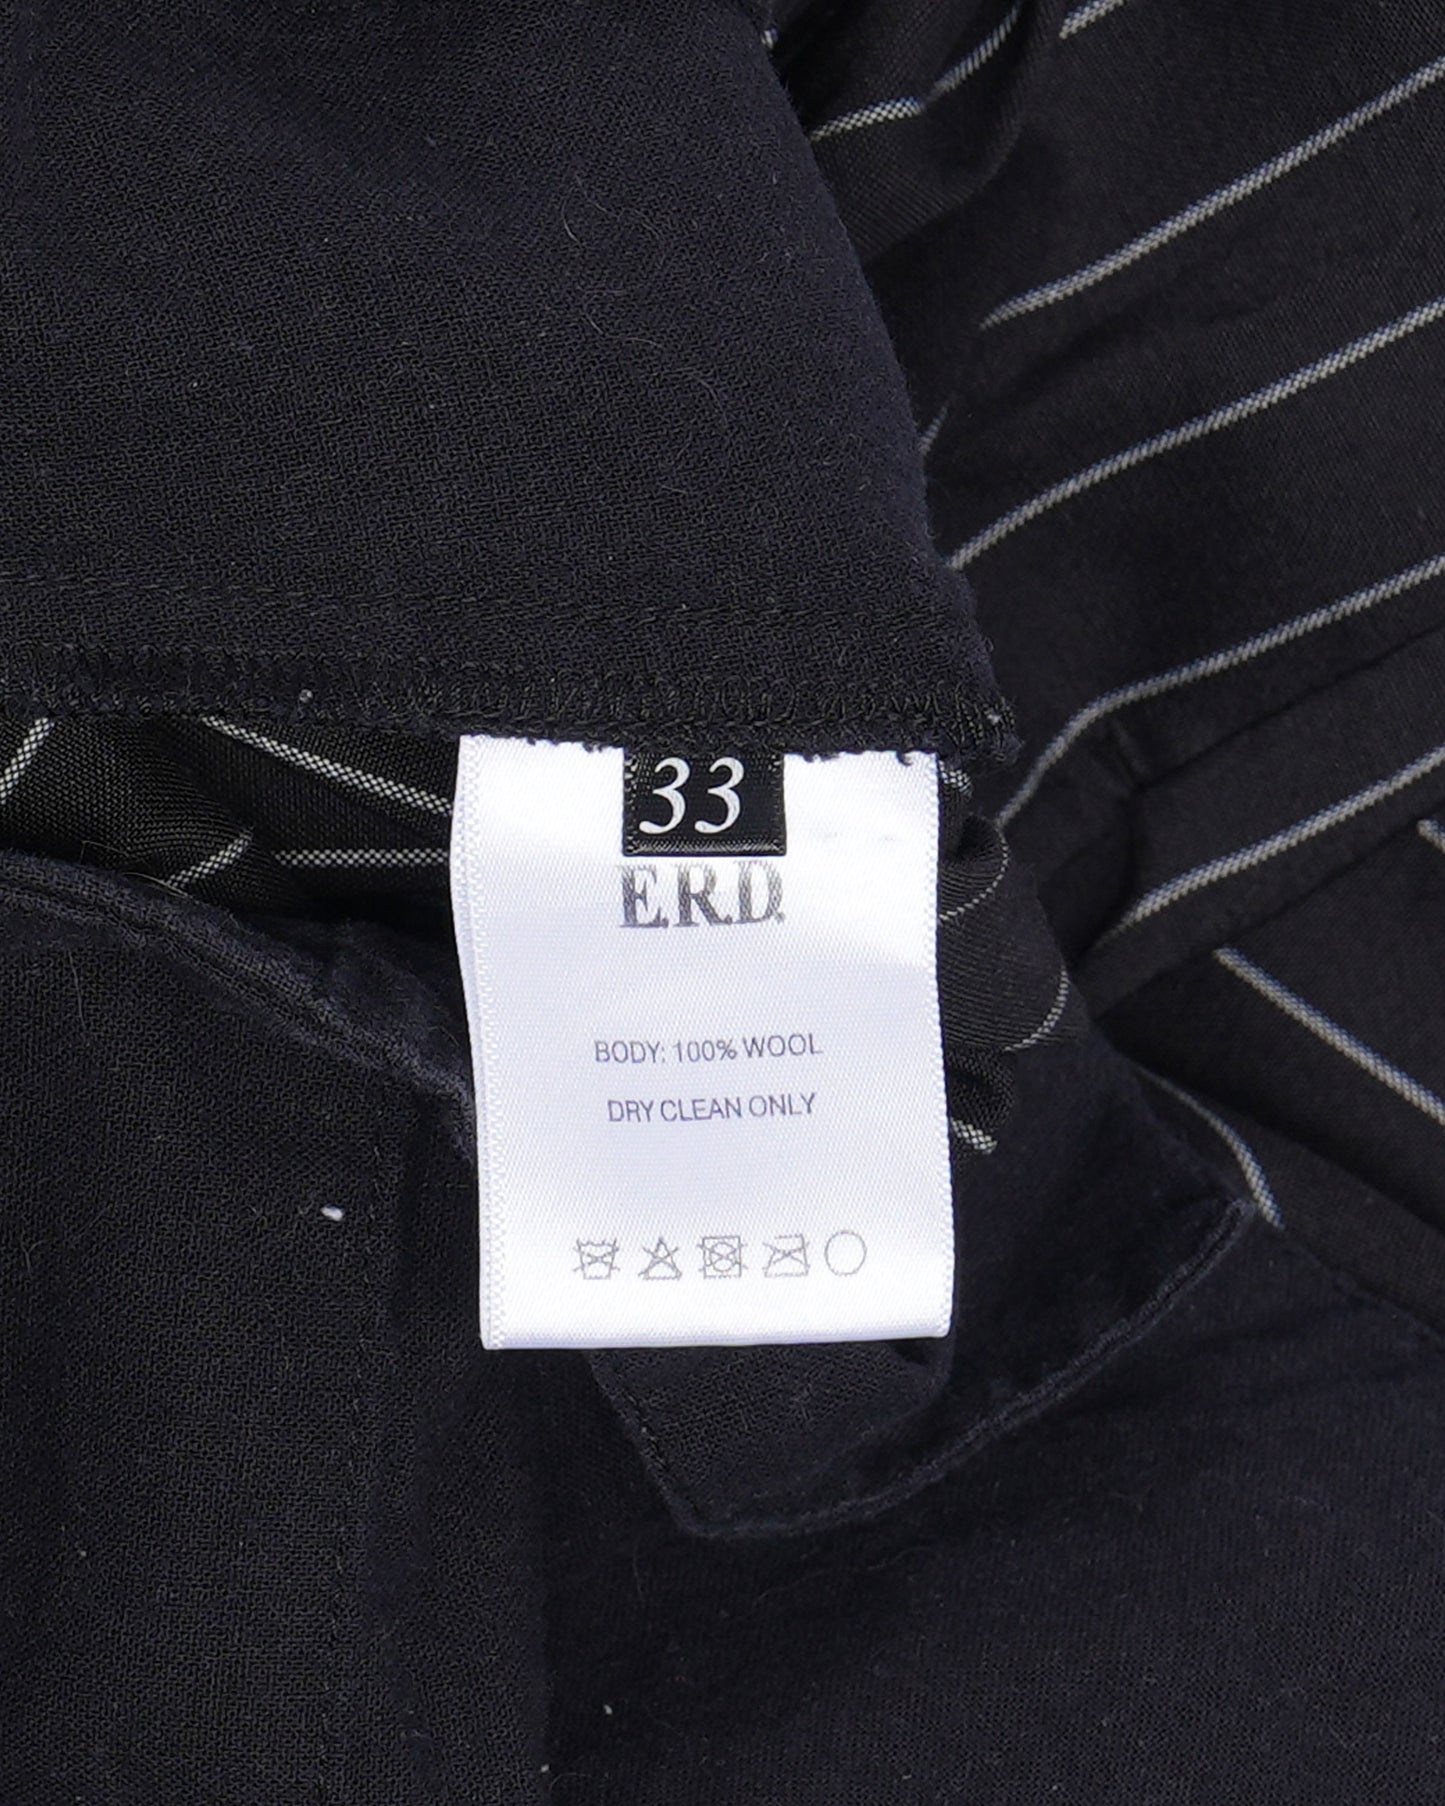 33
E.R.D.
BODY: 100% WOOL
DRY CLEAN ONLY